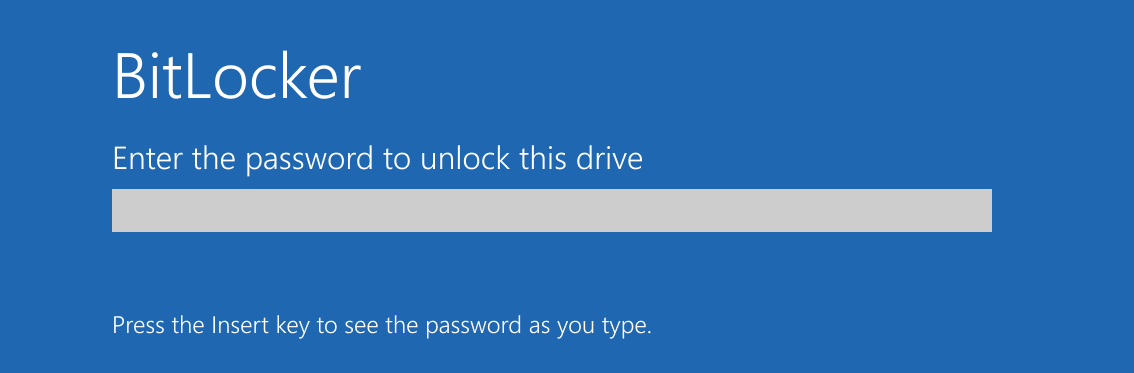 BitLocker
Enter the password to unlock this drive
Press the Insert key to see the password as you type.